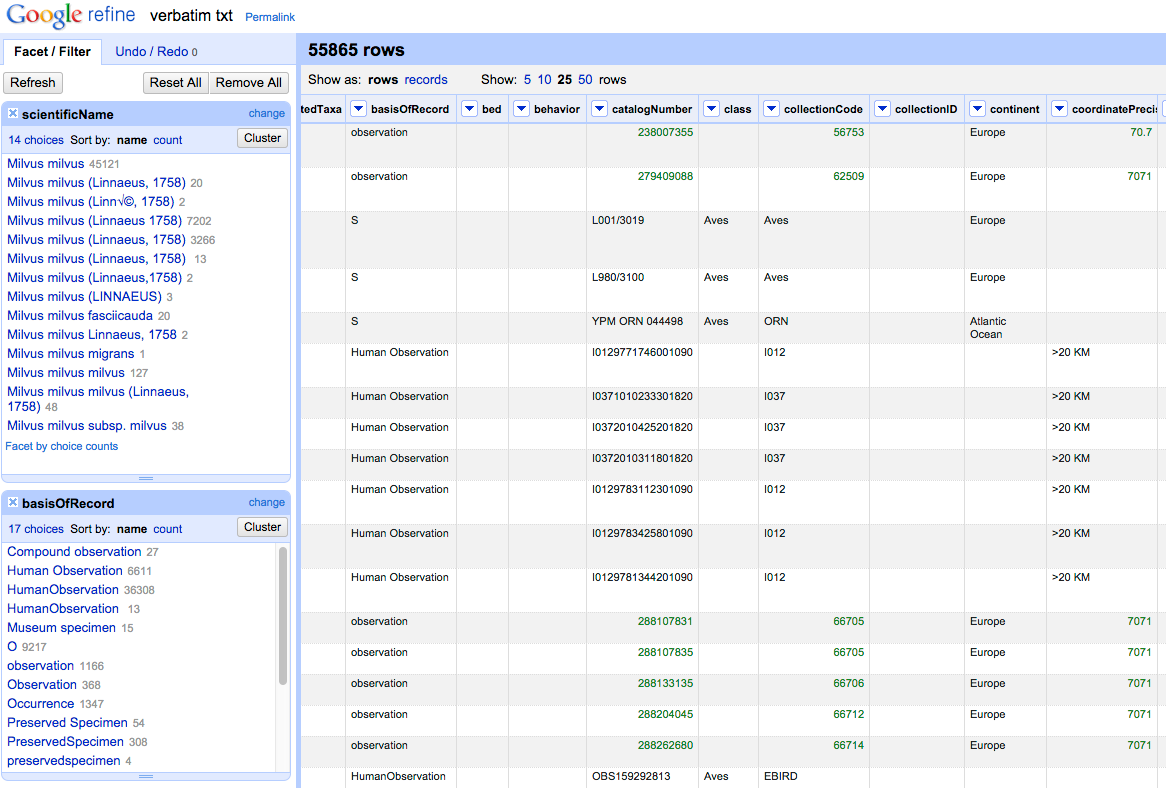 Google refine verbatim txt Permalink
Facet / Filter Undo / Redo 0
Refresh Reset All Remove All
scientificName change
14 choices Sort by: name count Cluster
Milvus milvus 45121
Milvus milvus (Linnaeus, 1758) 20
Milvus milvus (Linn√©, 1758) 2
Milvus milvus (Linnaeus 1758) 7202
Milvus milvus (Linnaeus, 1758) 3266
Milvus milvus (Linnaeus, 1758) 13
Milvus milvus (Linnaeus,1758) 2
Milvus milvus (LINNAEUS) 3
Milvus milvus fasciicauda 20
Milvus milvus Linnaeus, 1758 2
Milvus milvus migrans 1
Milvus milvus milvus 127
Milvus milvus milvus (Linnaeus,
1758) 48
Milvus milvus subsp. milvus 38
Facet by choice counts
basisOfRecord change
17 choices Sort by: name count Cluster
Compound observation 27
Human Observation 6611
HumanObservation 36308
HumanObservation 13
Museum specimen 15
O 9217
observation 1166
Observation 368
Occurrence 1347
Preserved Specimen 54
PreservedSpecimen 308
preservedspecimen 4
55865 rows
Show as: rows records Show: 5 10 25 50 rows
tedTaxa basisOfRecord bed behavior catalogNumber class collectionCode collectionID continent coordinatePrecis
observation 238007355 56753 Europe 70.7
observation 279409088 62509 Europe 7071
S L001/3019 Aves Aves Europe
S L980/3100 Aves Aves Europe
S YPM ORN 044498 Aves ORN Atlantic
Ocean
Human Observation I0129771746001090 I012 >20 KM
Human Observation I0371010233301820 I037 >20 KM
Human Observation I0372010425201820 I037 >20 KM
Human Observation I0372010311801820 I037 >20 KM
Human Observation I0129783112301090 I012 >20 KM
Human Observation I0129783425801090 I012 >20 KM
Human Observation I0129781344201090 I012 >20 KM
observation 288107831 66705 Europe 7071
observation 288107835 66705 Europe 7071
observation 288133135 66706 Europe 7071
observation 288204045 66712 Europe 7071
observation 288262680 66714 Europe 7071
HumanObservation OBS159292813 Aves EBIRD